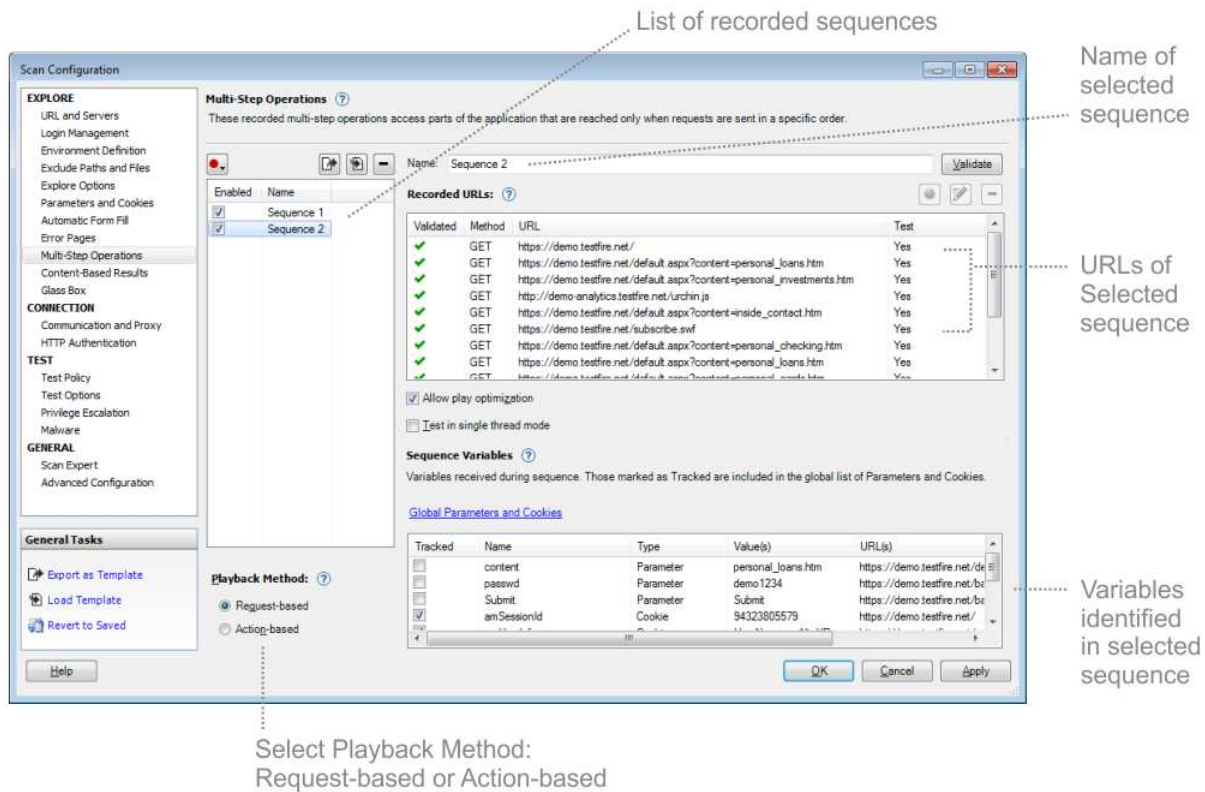 List of recorded sequences
Name of
selected
sequence
Scan Configuration
EXPLORE
URL and Servers
Login Management
Environment Definition
Exclude Paths and Files
Explore Options
Parameters and Cookies
Automatic Form Fill
Error Pages
Multi-Step Operations
Content-Based Results
Glass Box
CONNECTION
Communication and Proxy
HTTP Authentication
TEST
Test Policy
Test Options
Privilege Escalation
Malware
GENERAL
Scan Expert
Advanced Configuration
General Tasks
Export as Template
Load Template
Revert to Saved
Help
Multi-Step Operations
These recorded multi-step operations access parts of the application that are reached only when requests are sent in a specific order.
Enabled Name
Sequence 1
Sequence 2
Playback Method:
Request-based
Action-based
Name: Sequence 2 Validate
Recorded URLs:
Validated Method URL Test
GET https://demo.testfire.net/ Yes
GET https://demo.testfire.net/default.aspx?content=personal_loans.htm Yes
GET https://demo.testfire.net/default.aspx?content=personal_investments.htm Yes
GET http://demo-analytics.testfire.net/urchin.js Yes
GET https://demo.testfire.net/default.aspx?content=inside_contact.htm Yes
GET https://demo.testfire.net/subscribe.swf Yes
GET https://demo.testfire.net/default.aspx?content=personal_checking.htm Yes
GET https://demo.testfire.net/default.aspx?content=personal_loans.htm Yes
GET https://demo.testfire.net/default.aspx?content=personal_cards.htm Yes
Allow play optimization
Test in single thread mode
Sequence Variables
Variables received during sequence. Those marked as Tracked are included in the global list of Parameters and Cookies.
Global Parameters and Cookies
Tracked Name Type Value(s) URL(s)
content Parameter personal_loans.htm https://demo.testfire.net/de
passwd Parameter demo1234 https://demo.testfire.net/ba
Submit Parameter Submit https://demo.testfire.net/ba
amSessionId Cookie 94323805579 https://demo.testfire.net/
OK Cancel Apply
URLs of
Selected
sequence
Variables
identified
in selected
sequence
Select Playback Method:
Request-based or Action-based